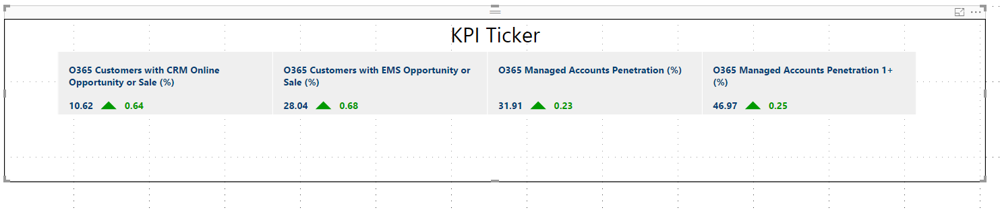 KPI Ticker
O365 Customers with CRM Online
Opportunity or Sale (%)
10.62 0.64
O365 Customers with EMS Opportunity or
Sale (%)
28.04 0.68
O365 Managed Accounts Penetration (%)
31.91 0.23
O365 Managed Accounts Penetration 1+
(%)
46.97 0.25